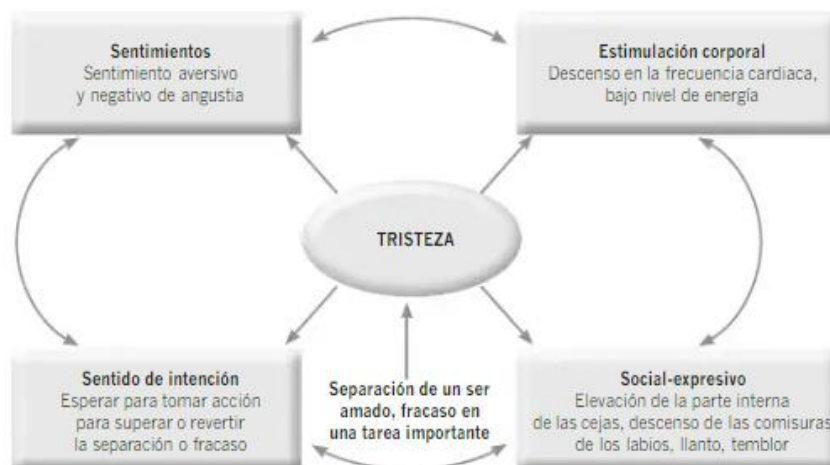 Sentimientos
Sentimiento aversivo
y negativo de angustia
Estimulación corporal
Descenso en la frecuencia cardiaca,
bajo nivel de energía
TRISTEZA
Sentido de intención
Esperar para tomar acción
para superar o revertir
la separación o fracaso
Separación de un ser
amado, fracaso en
una tarea importante
Social-expresivo
Elevación de la parte interna
de las cejas, descenso de las comisuras
de los labios, llanto, temblor